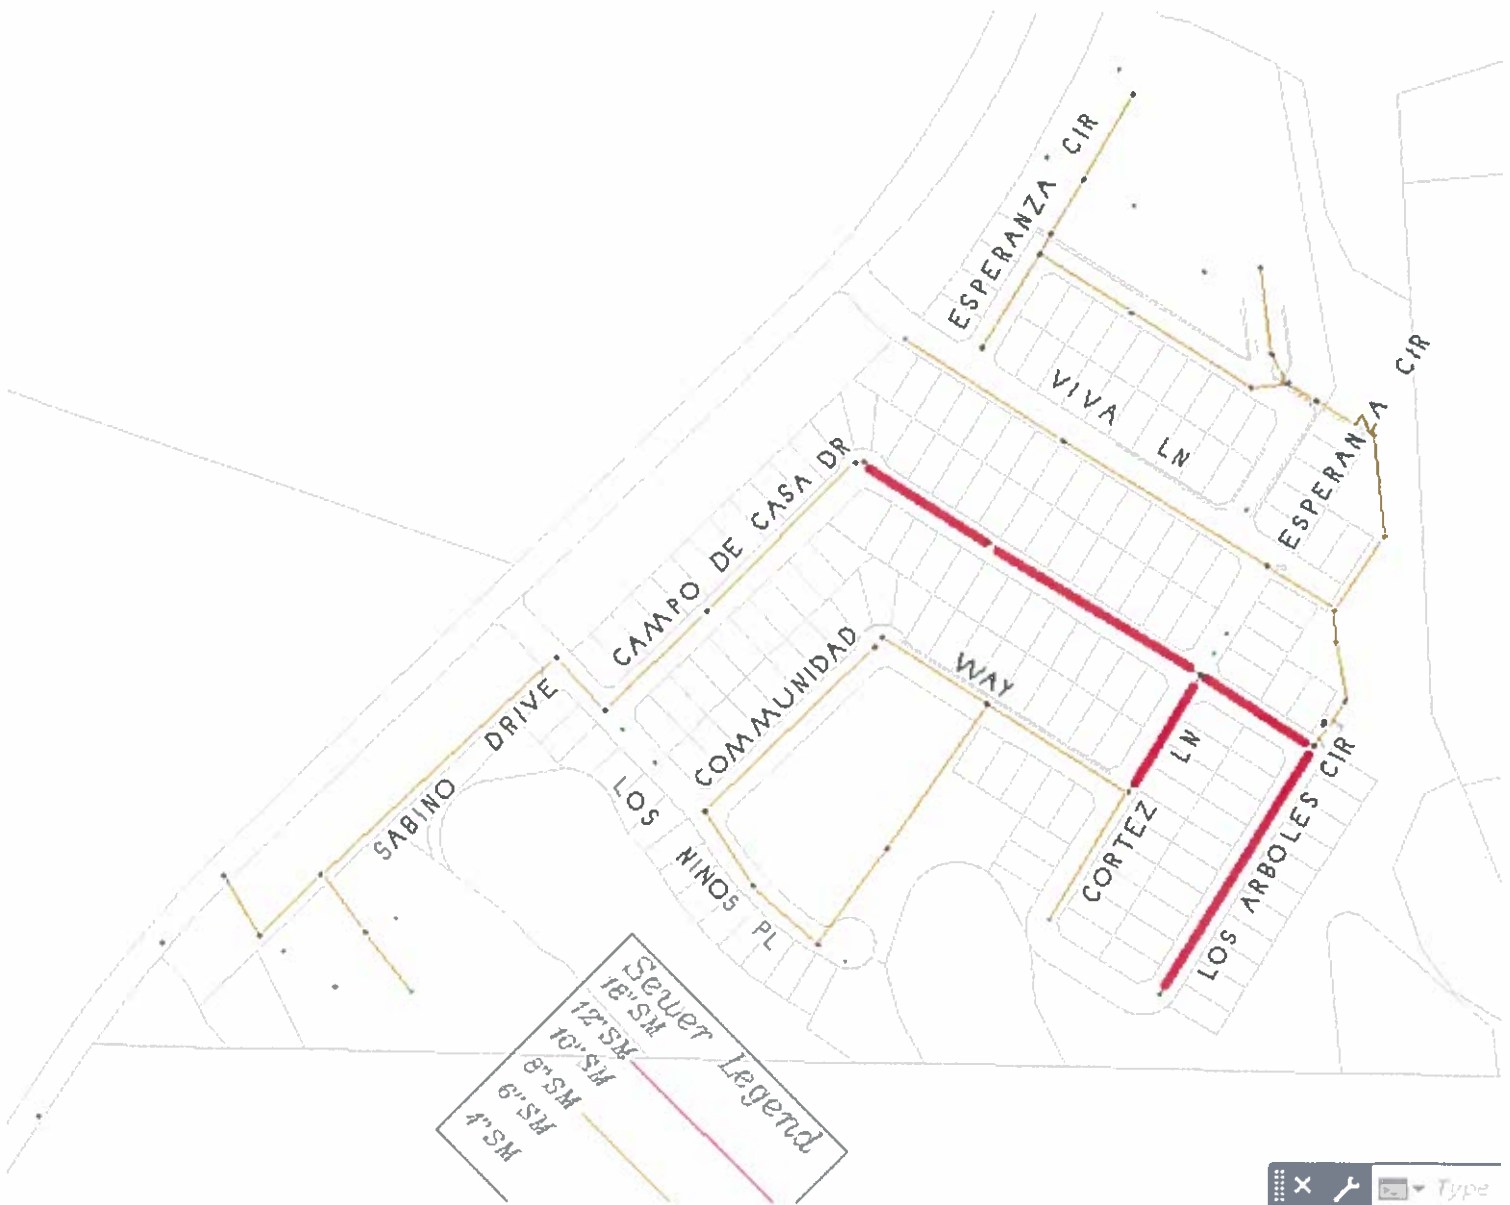 ESPERANZA CIR
VIVA LN
ESPERANZA CIR
CAMPO DE CASA DR
COMMUNIDAD WAY
SABINO DRIVE
LOS NINOS PL
CORTEZ LN
LOS ARBOLES CIR
Sewer Legend
18"SM
12"SM
10"SM
8"SM
6"SM
4"SM
Type